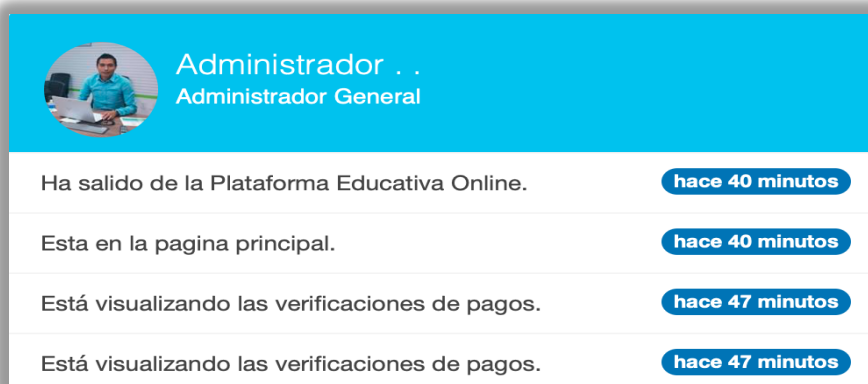 Administrador . .
Administrador General
Ha salido de la Plataforma Educativa Online. hace 40 minutos
Esta en la pagina principal. hace 40 minutos
Está visualizando las verificaciones de pagos. hace 47 minutos
Está visualizando las verificaciones de pagos. hace 47 minutos